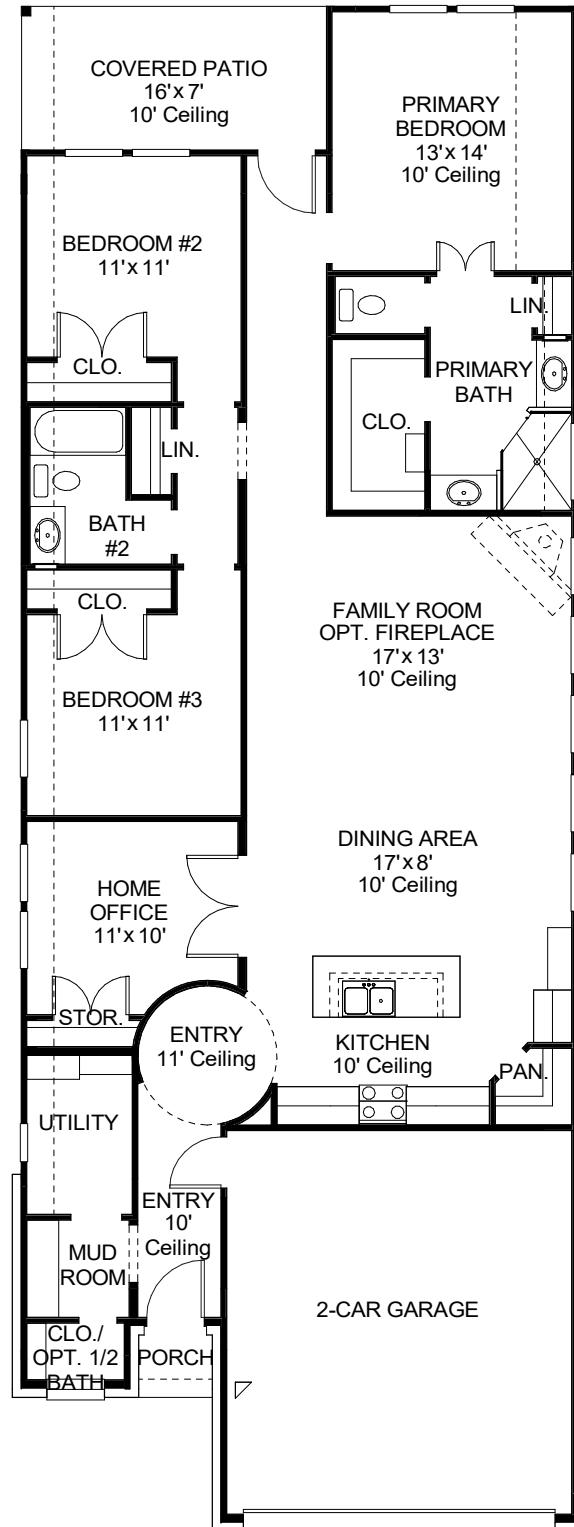 COVERED PATIO
16'x 7'
10' Ceiling
PRIMARY
BEDROOM
13'x 14'
10' Ceiling
BEDROOM #2
11'x 11'
CLO.
LIN.
PRIMARY
BATH
CLO.
LIN.
BATH
#2
CLO.
BEDROOM #3
11'x 11'
FAMILY ROOM
OPT. FIREPLACE
17'x 13'
10' Ceiling
DINING AREA
17'x 8'
10' Ceiling
HOME
OFFICE
11'x 10'
STOR.
ENTRY
11' Ceiling
KITCHEN
10' Ceiling
PAN.
UTILITY
ENTRY
10'
Ceiling
MUD
ROOM
2-CAR GARAGE
CLO./
OPT. 1/2
BATH
PORCH